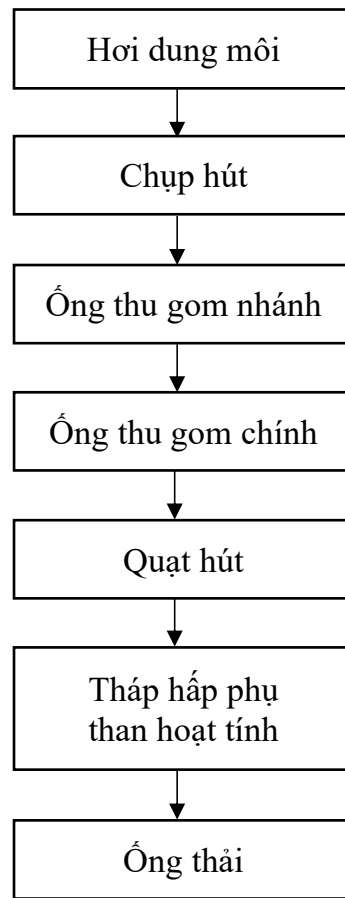 Hơi dung môi
Chụp hút
Ống thu gom nhánh
Ống thu gom chính
Quạt hút
Tháp hấp phụ
than hoạt tính
Ống thải